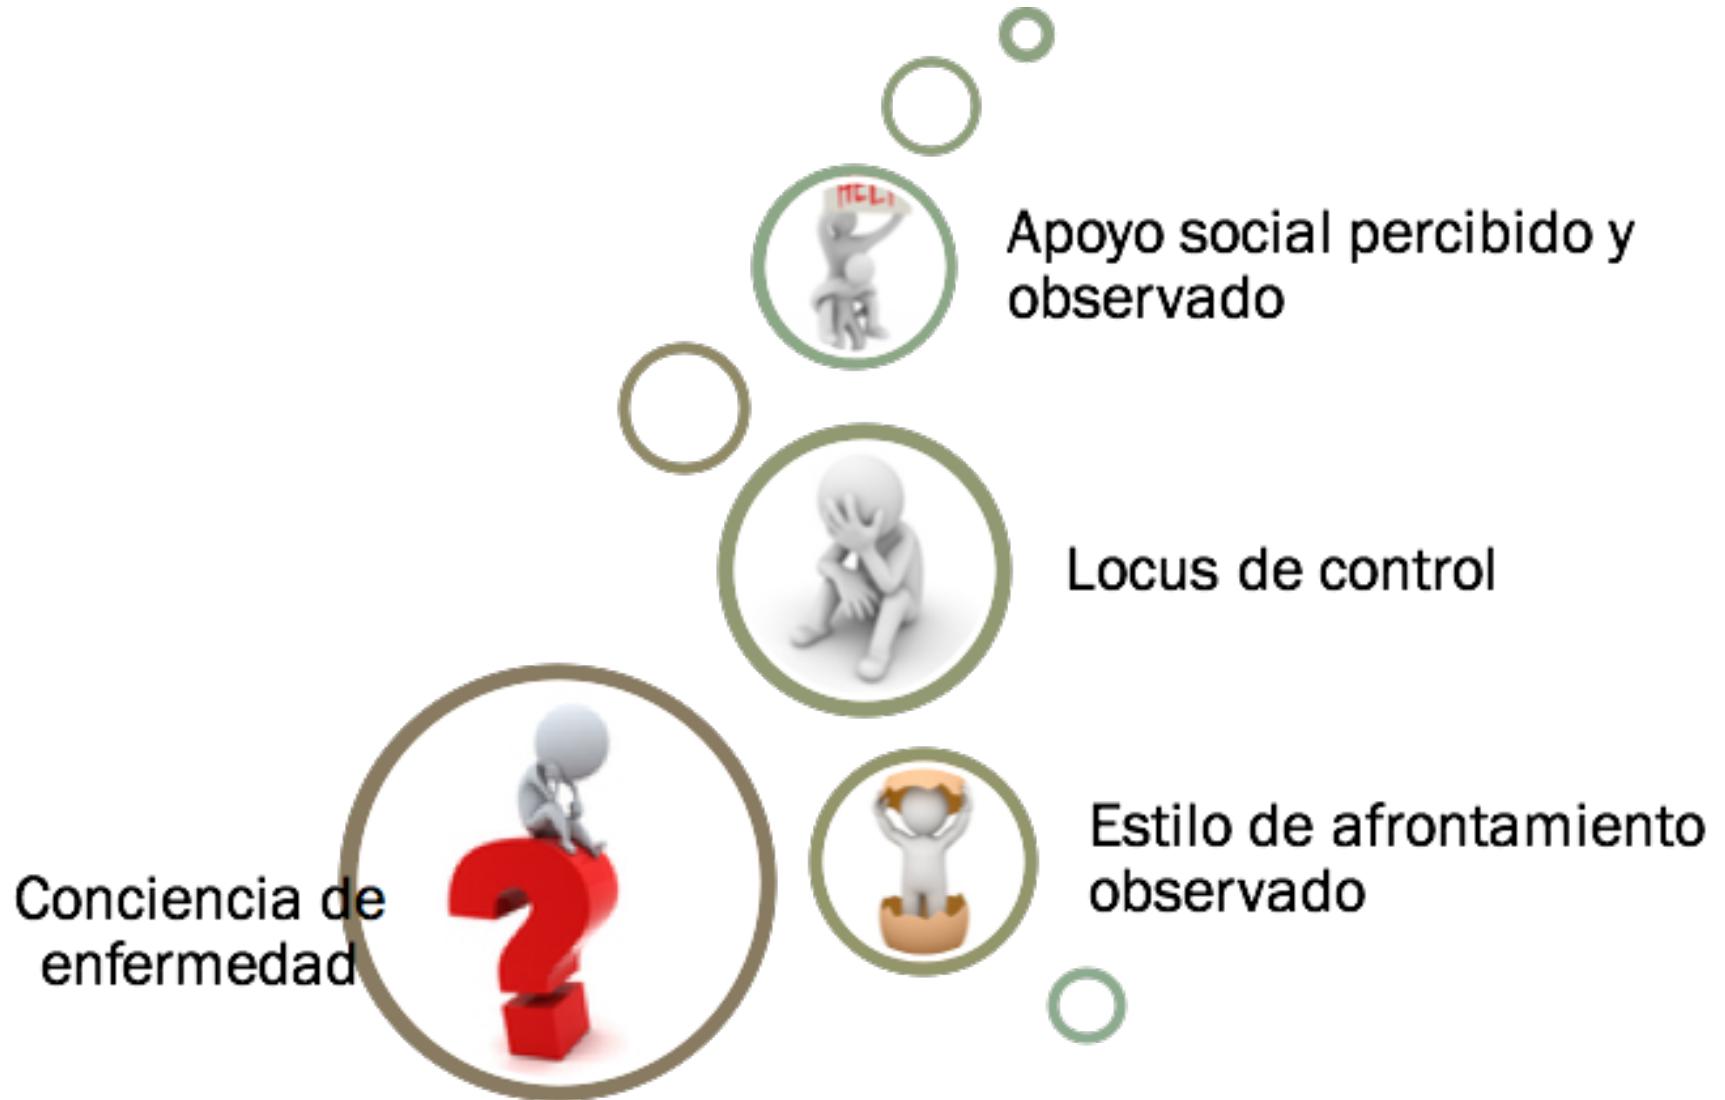 Apoyo social percibido y
observado
Locus de control
Estilo de afrontamiento
observado
Conciencia de
enfermedad